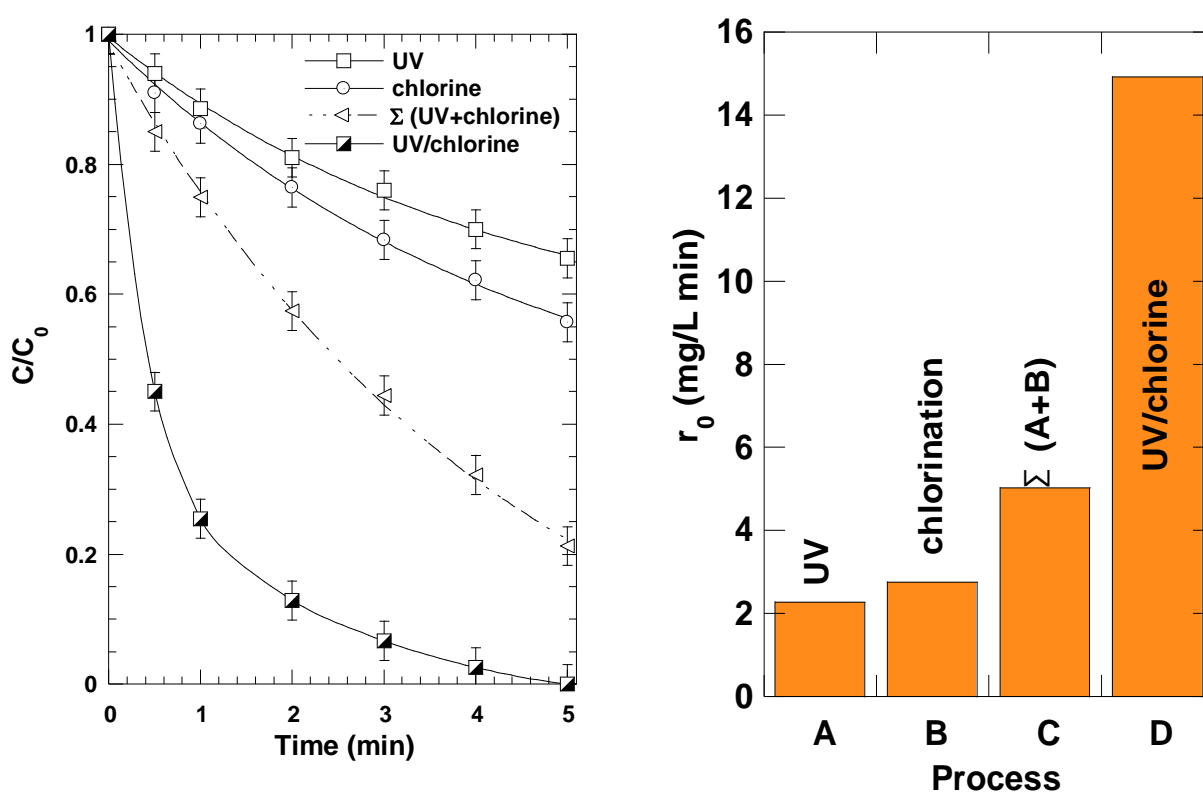 1
0.8
0.6
0.4
0.2
0
C/C0
UV
chlorine
Σ (UV+chlorine)
UV/chlorine
0 1 2 3 4 5
Time (min)
16
14
12
10
8
6
4
2
0
r0 (mg/L min)
UV
chlorination
Σ (A+B)
UV/chlorine
A B C D
Process